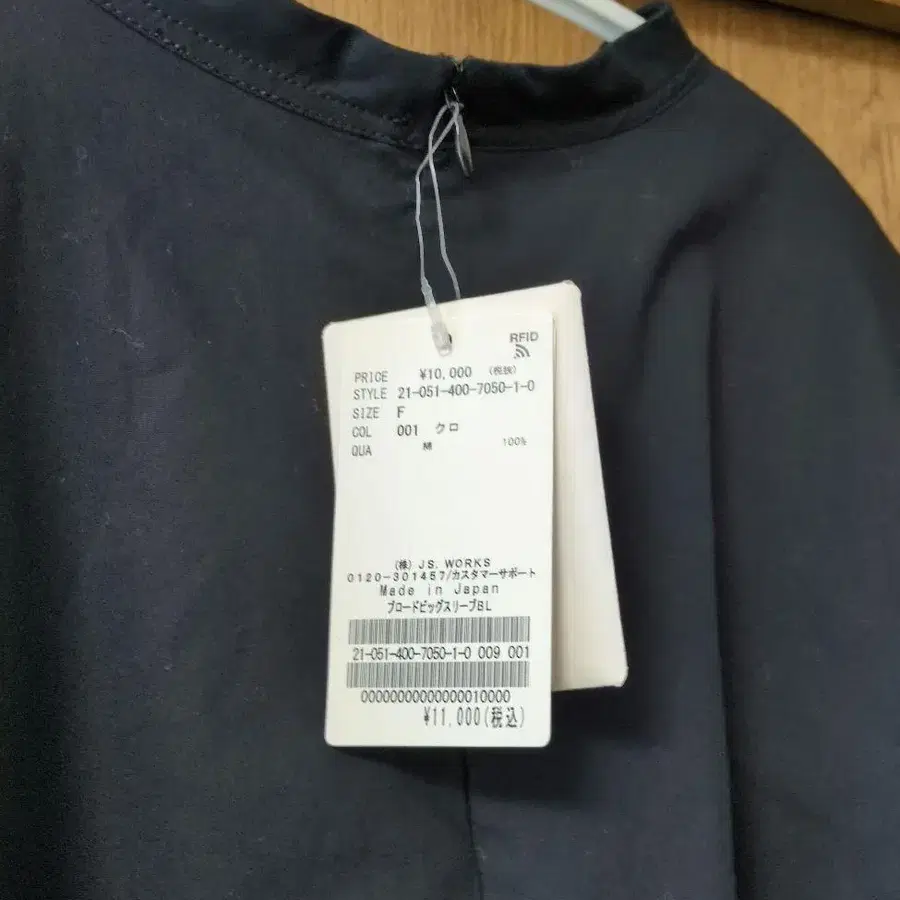 RFID
PRICE ¥10,000 (税抜)
STYLE 21-051-400-7050-1-0
SIZE F
COL 001 クロ
QUA 綿 100%
(株) J.S. WORKS
0120-301457/カスタマーサポート
Made in Japan
ブロードビッグスリーブBL
21-051-400-7050-1-0 009 001
00000000000000010000
¥11,000(税込)